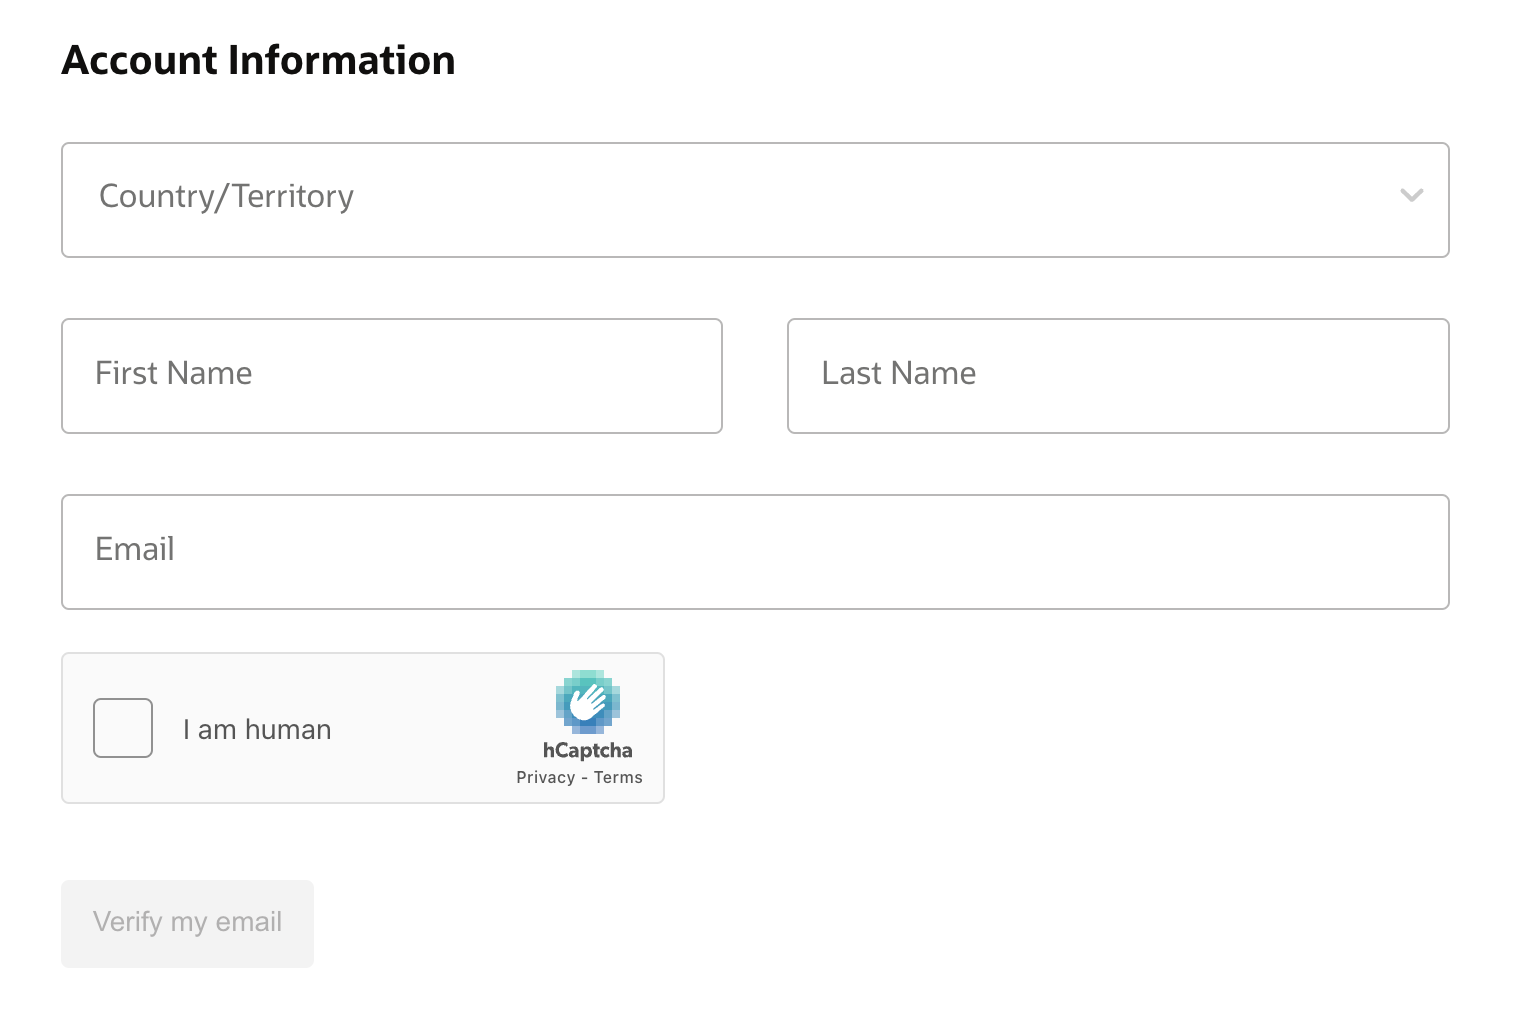 Account Information
Country/Territory
First Name
Last Name
Email
I am human
hCaptcha
Privacy - Terms
Verify my email